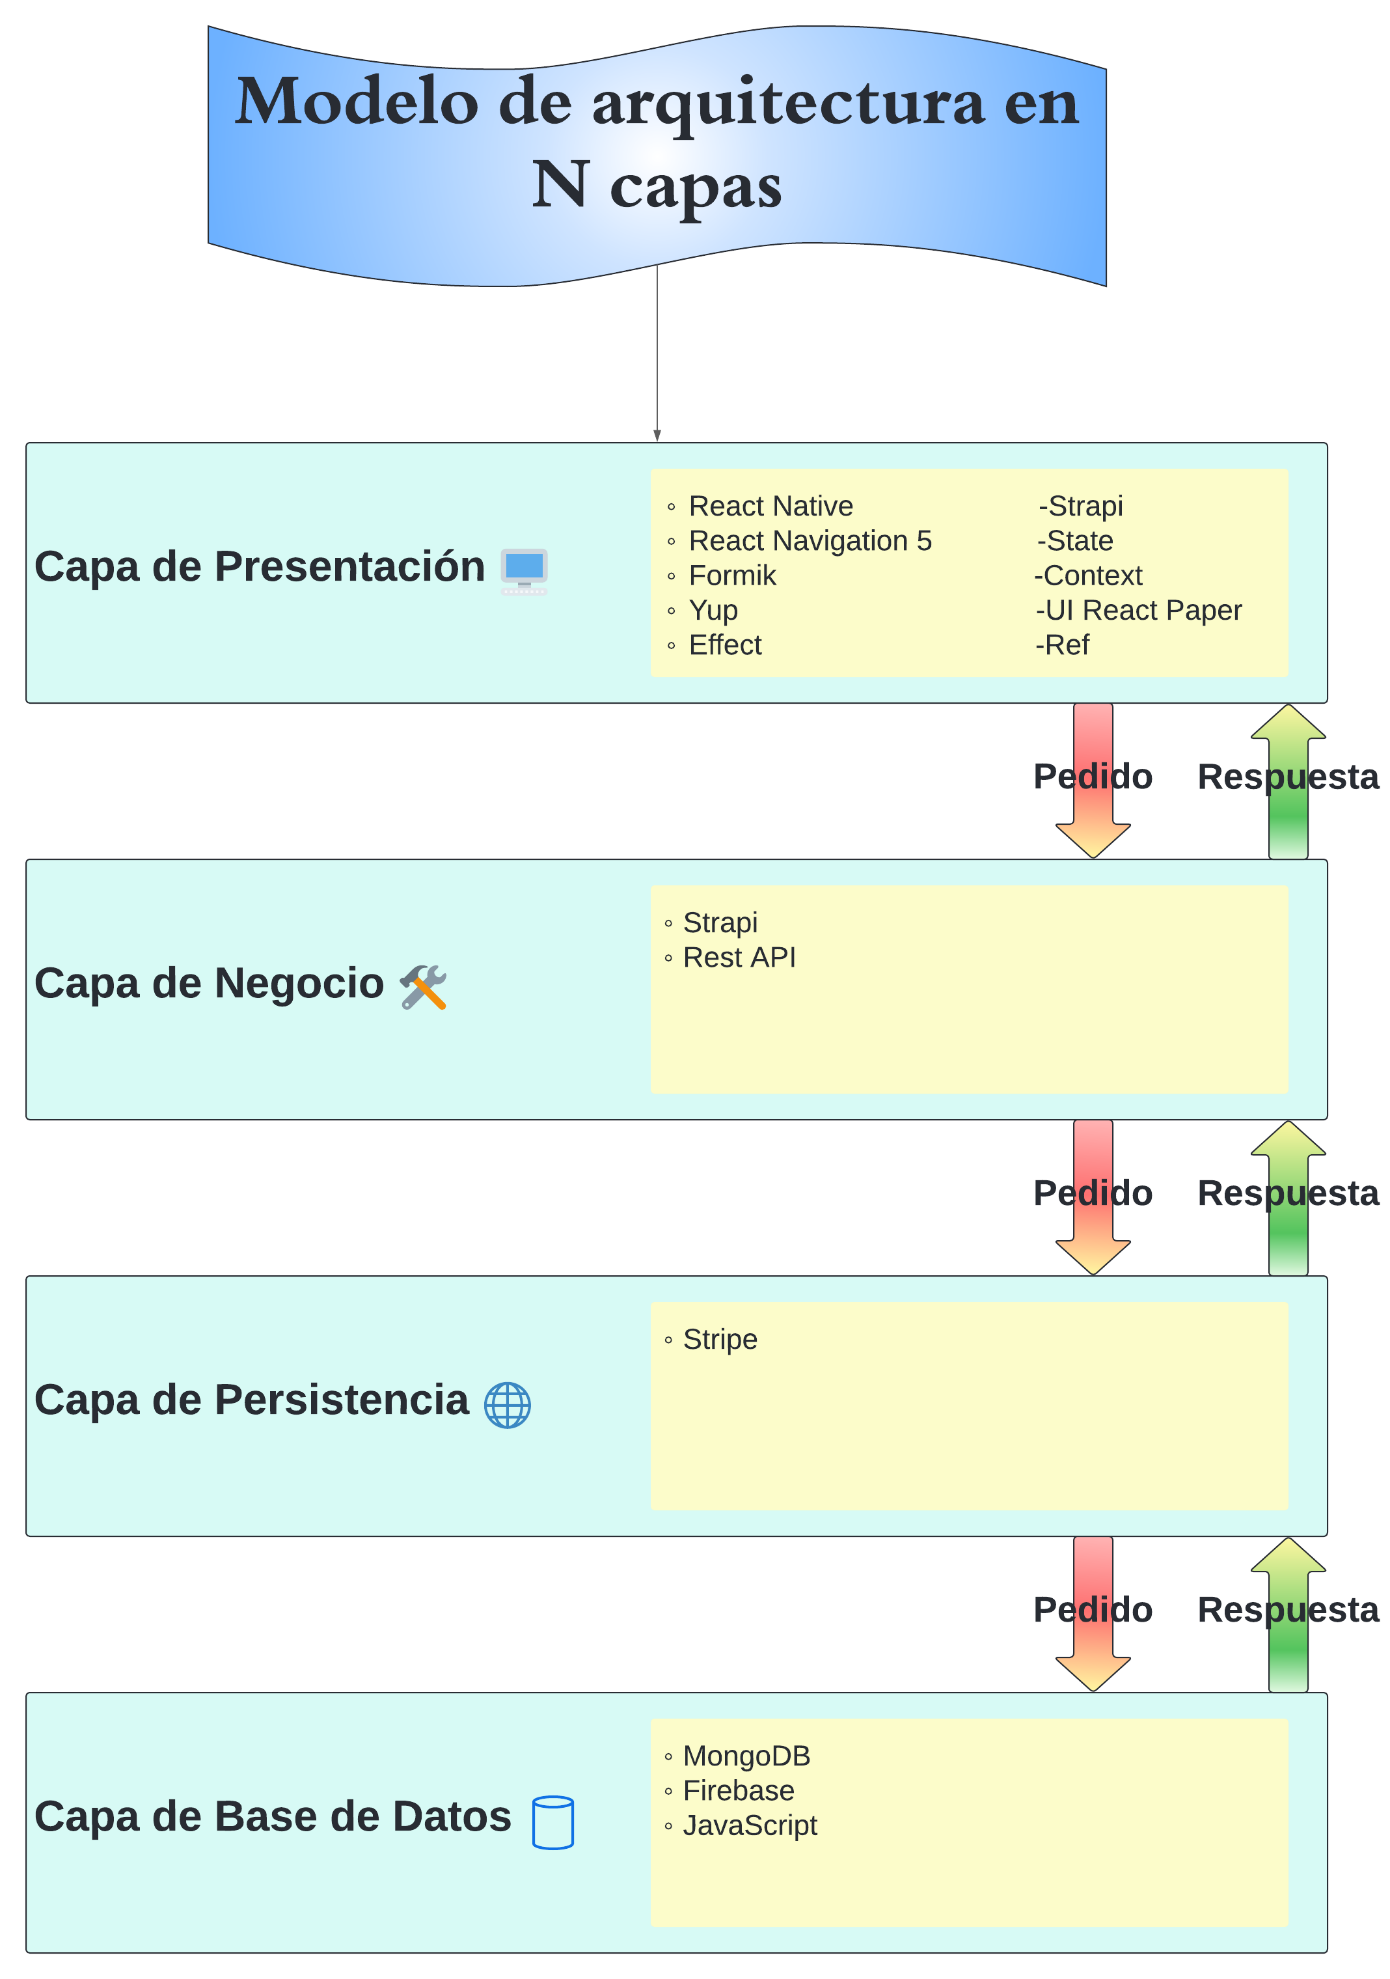 Modelo de arquitectura en
N capas
Capa de Presentación
◦ React Native -Strapi
◦ React Navigation 5 -State
◦ Formik -Context
◦ Yup -UI React Paper
◦ Effect -Ref
Pedido Respuesta
Capa de Negocio
◦ Strapi
◦ Rest API
Pedido Respuesta
Capa de Persistencia
◦ Stripe
Pedido Respuesta
Capa de Base de Datos
◦ MongoDB
◦ Firebase
◦ JavaScript